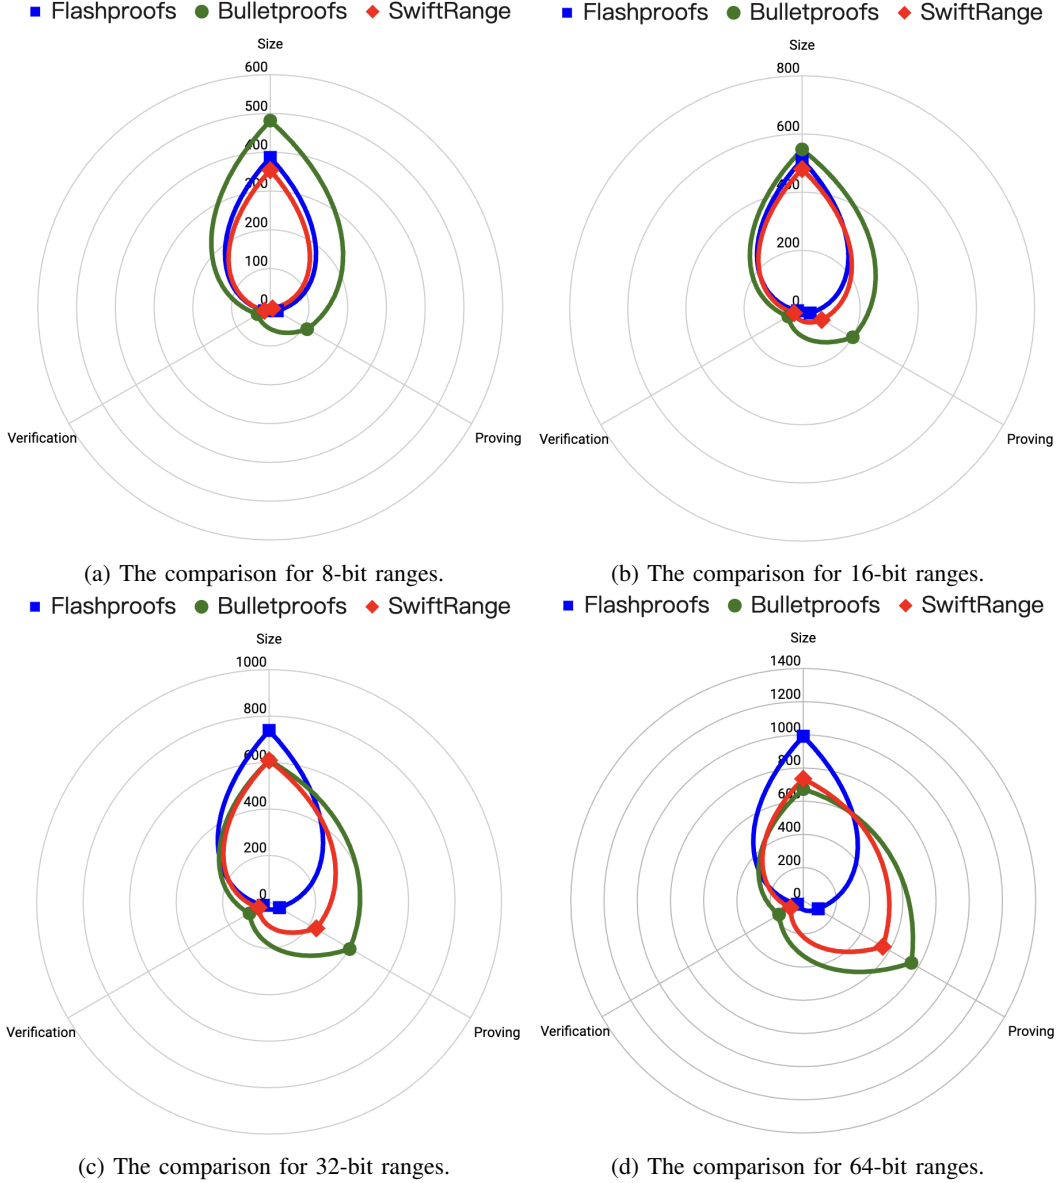 Flashproofs Bulletproofs SwiftRange
Size
600
500
400
300
200
100
0
Verification
Proving
(a) The comparison for 8-bit ranges.
Flashproofs Bulletproofs SwiftRange
Size
800
600
400
200
0
Verification
Proving
(b) The comparison for 16-bit ranges.
Flashproofs Bulletproofs SwiftRange
Size
1000
800
600
400
200
0
Verification
Proving
(c) The comparison for 32-bit ranges.
Flashproofs Bulletproofs SwiftRange
Size
1400
1200
1000
800
600
400
200
0
Verification
Proving
(d) The comparison for 64-bit ranges.